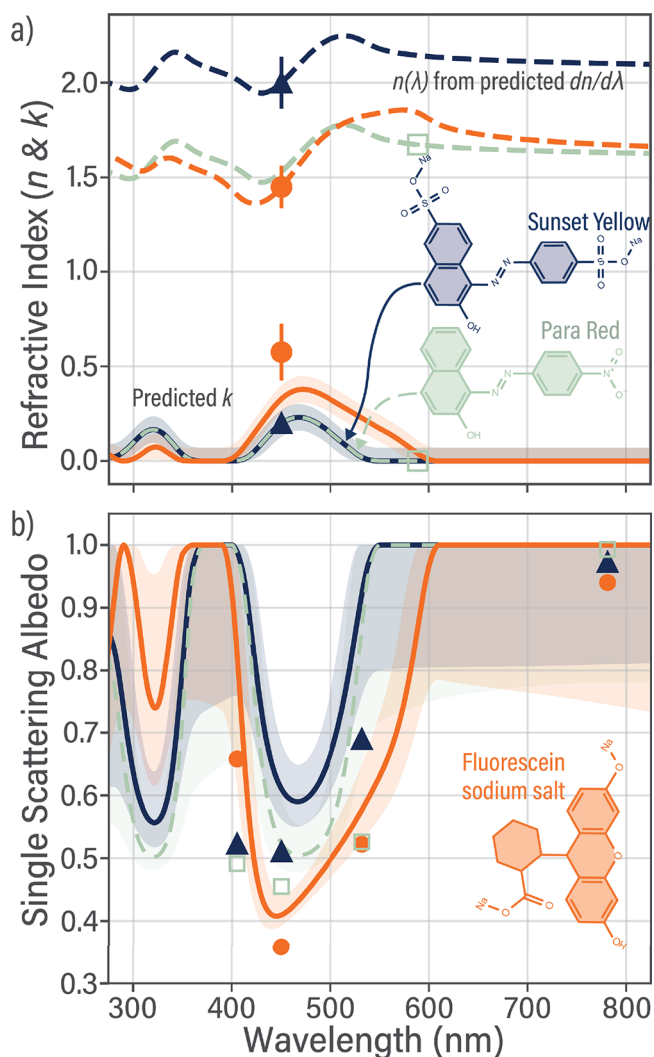 a)
Refractive Index (n & k)
2.0
1.5
1.0
0.5
0.0
n(λ) from predicted dn/dλ
Na
O
O
S
O
Sunset Yellow
Na
O
O
S
O
N
N
OH
Para Red
O
N+
O-
N
N
OH
Predicted k
b)
Single Scattering Albedo
1.0
0.9
0.8
0.7
0.6
0.5
0.4
0.3
Fluorescein
sodium salt
Na
O
O
Na
O
O
OH
300 400 500 600 700 800
Wavelength (nm)